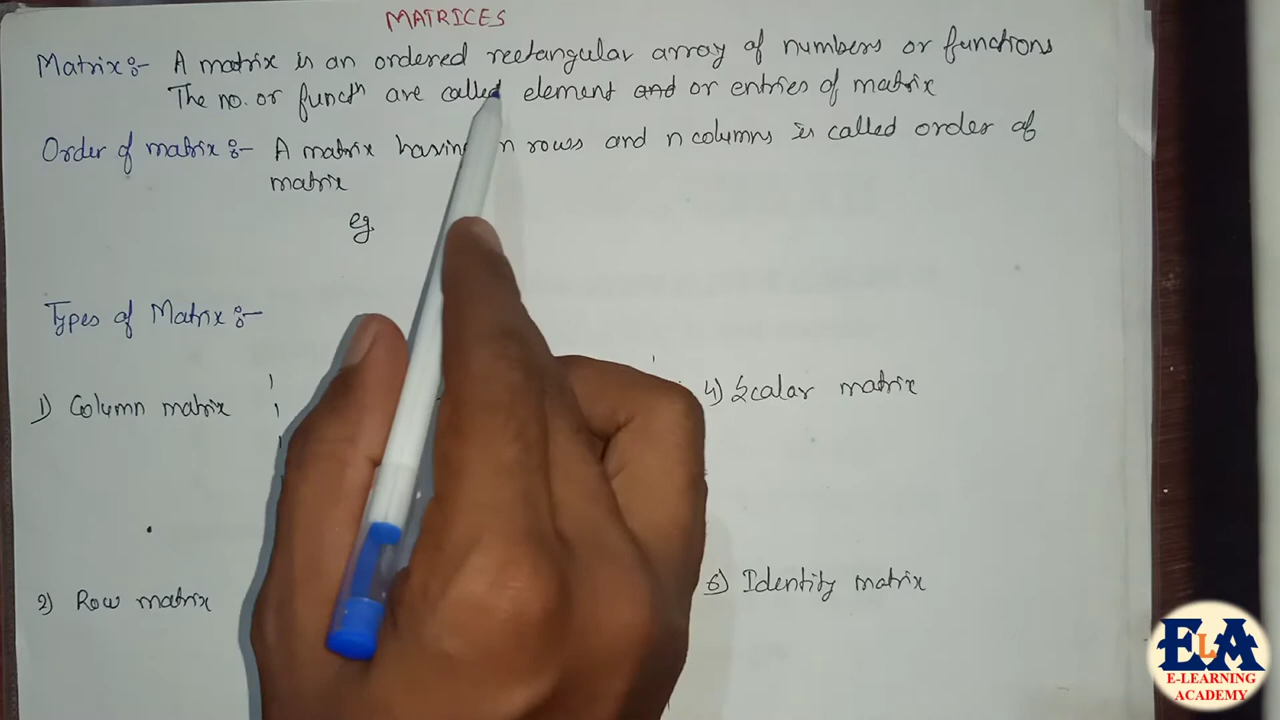 MATRICES
Matrix:- A matrix is an ordered rectangular array of numbers or functions
The no. or functn are called element and or entries of matrix
Order of matrix:- A matrix having rows and n columns is called order of
matrix
eg.
Types of Matrix:-
1) Column matrix
4) Scalar matrix
2) Row matrix
5) Identity matrix
ELA
E-LEARNING
ACADEMY